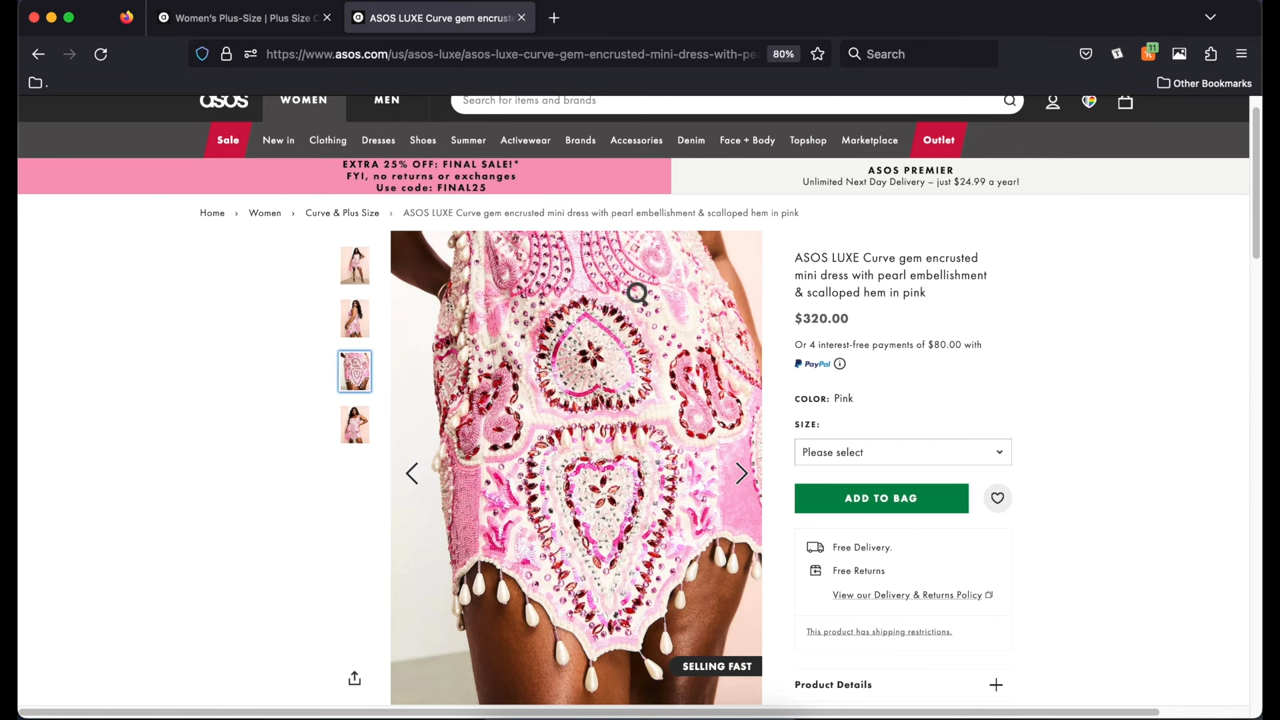 Women's Plus-Size | Plus Size C
ASOS LUXE Curve gem encrust
https://www.asos.com/us/asos-luxe/asos-luxe-curve-gem-encrusted-mini-dress-with-pe
80%
Search
11
.
Other Bookmarks
asos
WOMEN
MEN
Search for items and brands
Sale
New in
Clothing
Dresses
Shoes
Summer
Activewear
Brands
Accessories
Denim
Face + Body
Topshop
Marketplace
Outlet
EXTRA 25% OFF: FINAL SALE!*
FYI, no returns or exchanges
Use code: FINAL25
ASOS PREMIER
Unlimited Next Day Delivery – just $24.99 a year!
Home › Women › Curve & Plus Size › ASOS LUXE Curve gem encrusted mini dress with pearl embellishment & scalloped hem in pink
ASOS LUXE Curve gem encrusted
mini dress with pearl embellishment
& scalloped hem in pink
$320.00
Or 4 interest-free payments of $80.00 with
PayPal
COLOR: Pink
SIZE:
Please select
ADD TO BAG
Free Delivery.
Free Returns
View our Delivery & Returns Policy
This product has shipping restrictions.
SELLING FAST
Product Details